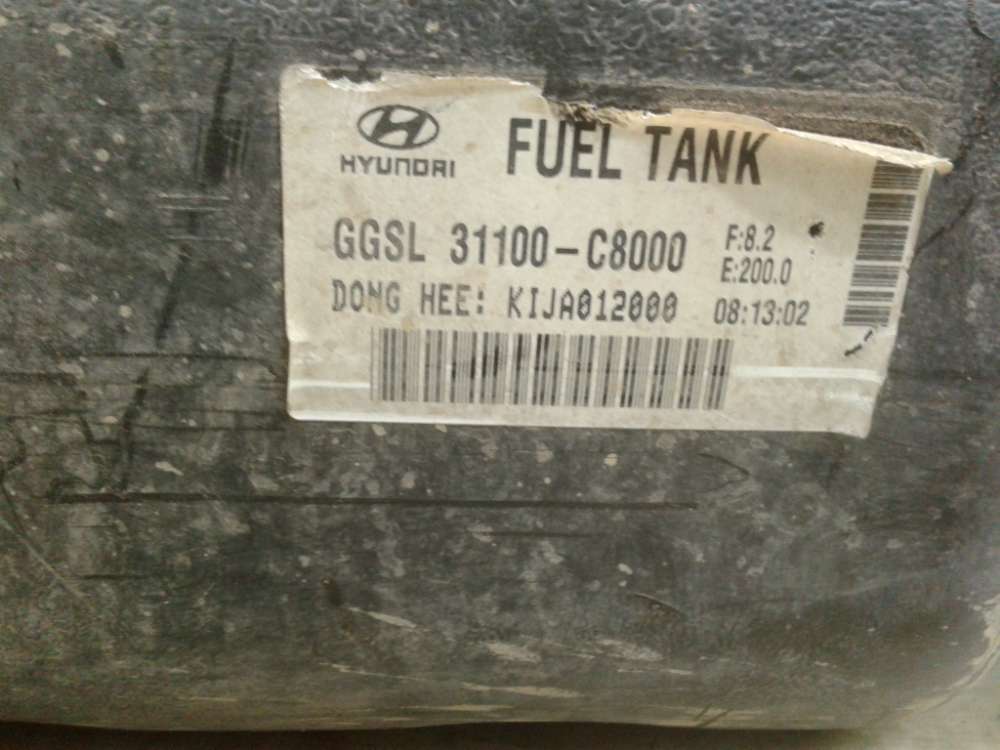 HYUNDAI
FUEL TANK
GGSL 31100-C8000
F:8.2
E:200.0
DONG HEE: KIJA012000 08:13:02